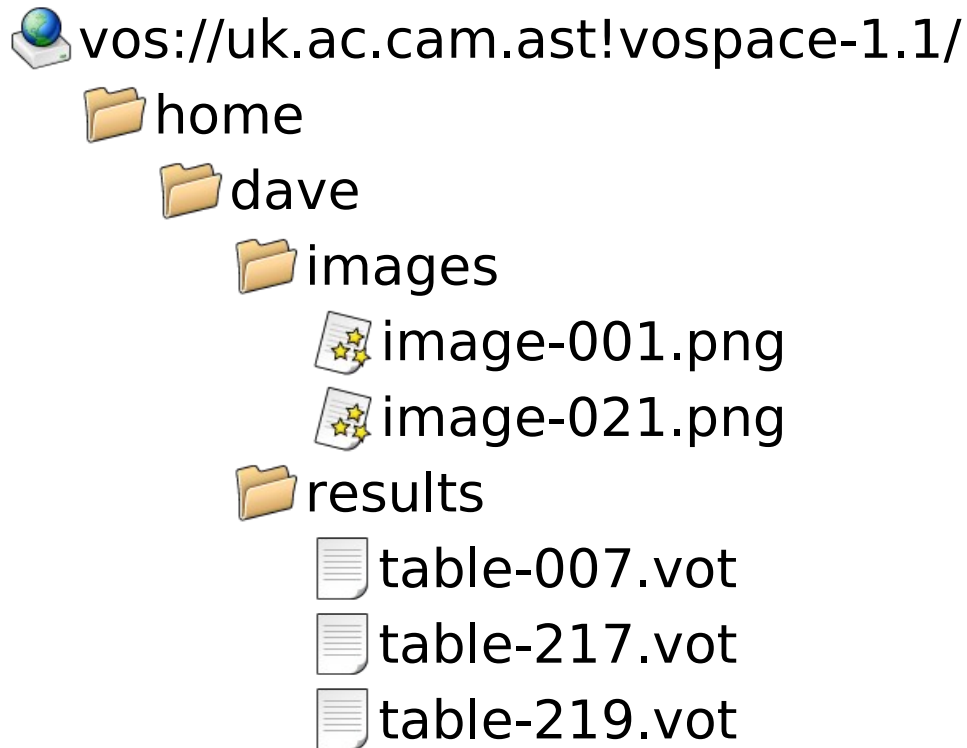 vos://uk.ac.cam.ast!vospace-1.1/
home
dave
images
image-001.png
image-021.png
results
table-007.vot
table-217.vot
table-219.vot